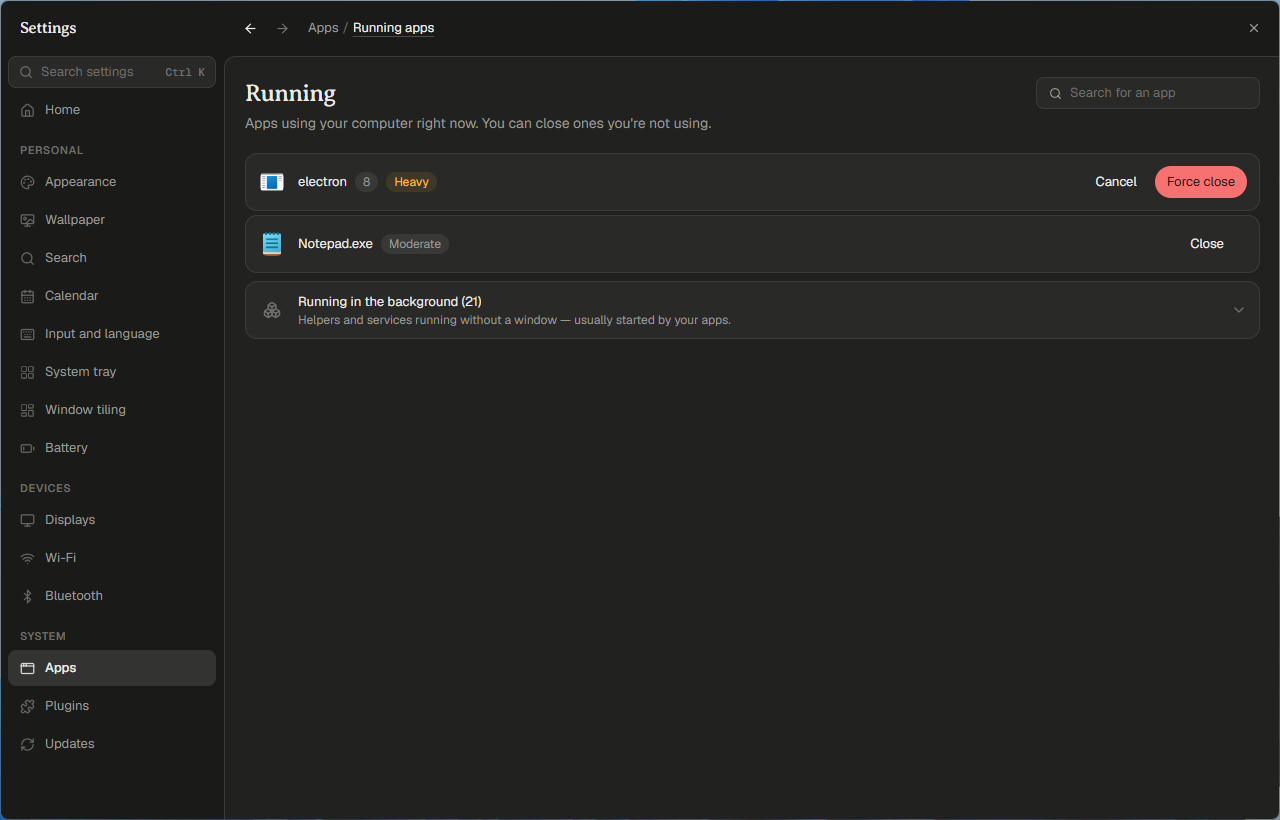 Settings
Apps / Running apps
Search settings Ctrl K
Home
PERSONAL
Appearance
Wallpaper
Search
Calendar
Input and language
System tray
Window tiling
Battery
DEVICES
Displays
Wi-Fi
Bluetooth
SYSTEM
Apps
Plugins
Updates
Running
Search for an app
Apps using your computer right now. You can close ones you're not using.
electron 8 Heavy Cancel Force close
Notepad.exe Moderate Close
Running in the background (21)
Helpers and services running without a window — usually started by your apps.